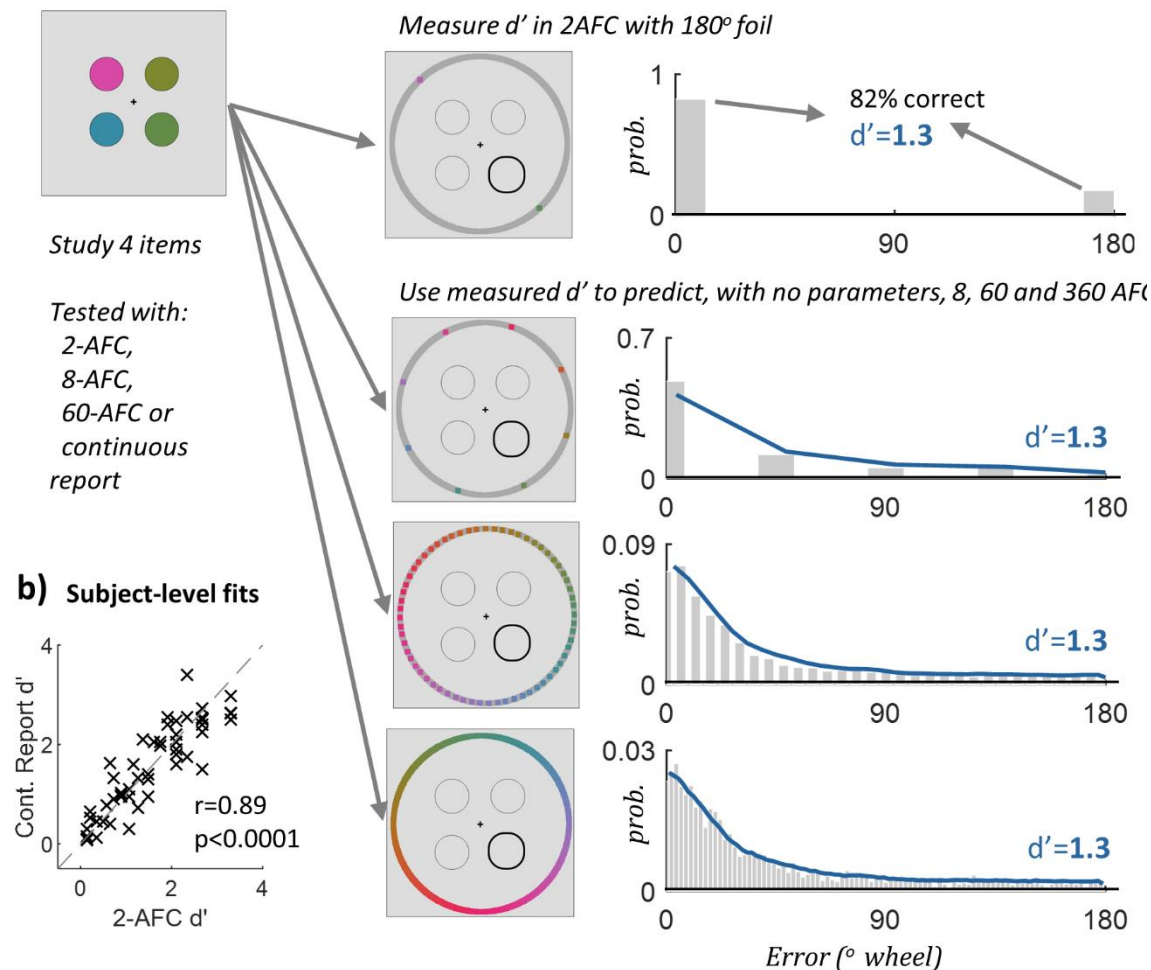 Measure d’ in 2AFC with 180° foil
1
prob.
82% correct
d’=1.3
0
0
90
180
Study 4 items
Tested with:
2-AFC,
8-AFC,
60-AFC or
continuous
report
Use measured d’ to predict, with no parameters, 8, 60 and 360 AFC
0.7
prob.
d’=1.3
0
0
90
180
0.09
prob.
d’=1.3
0
0
90
180
b) Subject-level fits
4
Cont. Report d'
2
r=0.89
p<0.0001
0
0
2
4
2-AFC d'
0.03
prob.
d’=1.3
0
0
90
180
Error (° wheel)